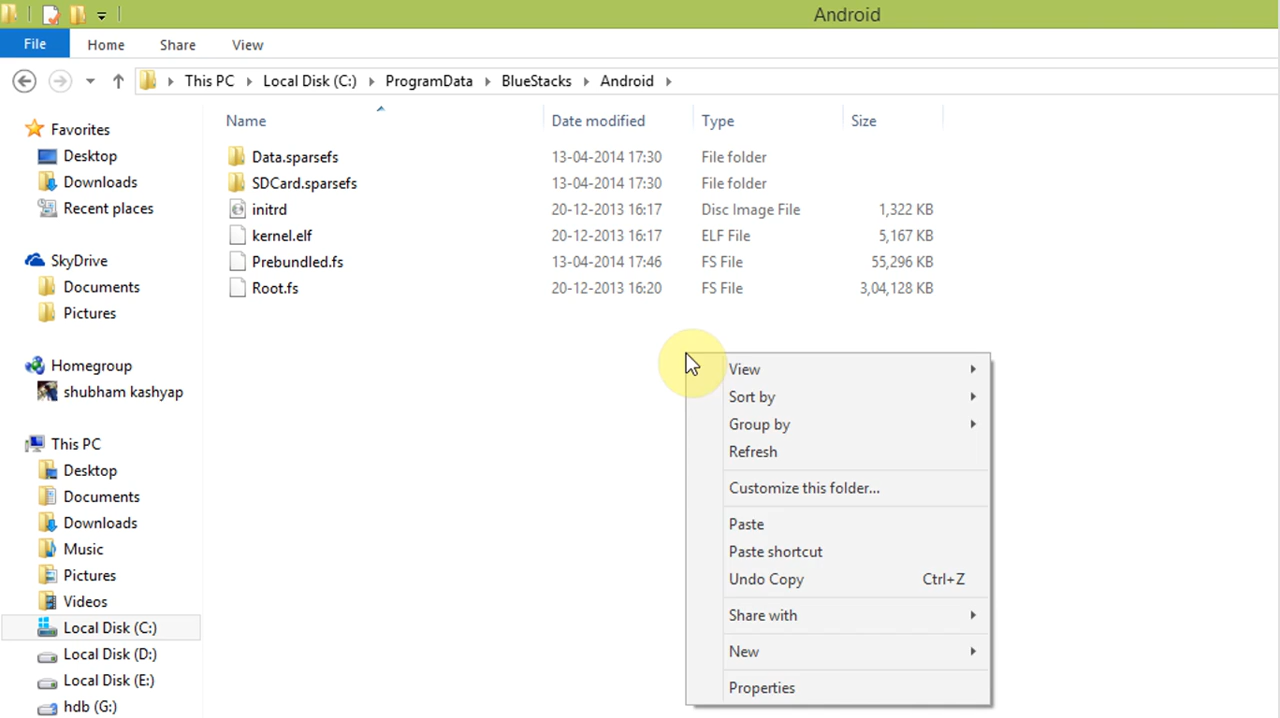 Android
File Home Share View
This PC Local Disk (C:) ProgramData BlueStacks Android
Name Date modified Type Size
Data.sparsefs 13-04-2014 17:30 File folder
SDCard.sparsefs 13-04-2014 17:30 File folder
initrd 20-12-2013 16:17 Disc Image File 1,322 KB
kernel.elf 20-12-2013 16:17 ELF File 5,167 KB
Prebundled.fs 13-04-2014 17:46 FS File 55,296 KB
Root.fs 20-12-2013 16:20 FS File 3,04,128 KB
Favorites
Desktop
Downloads
Recent places
SkyDrive
Documents
Pictures
Homegroup
shubham kashyap
This PC
Desktop
Documents
Downloads
Music
Pictures
Videos
Local Disk (C:)
Local Disk (D:)
Local Disk (E:)
hdb (G:)
View
Sort by
Group by
Refresh
Customize this folder...
Paste
Paste shortcut
Undo Copy Ctrl+Z
Share with
New
Properties